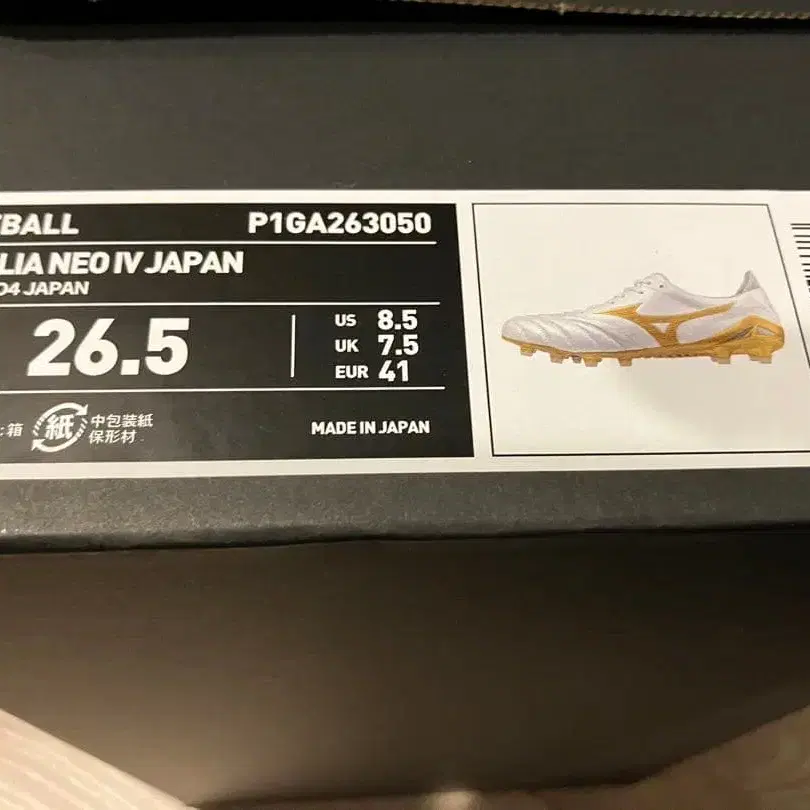 TBALL P1GA263050
LIA NEO IV JAPAN
04 JAPAN
26.5
US 8.5
UK 7.5
EUR 41
箱
紙
中包装紙
保形材
MADE IN JAPAN